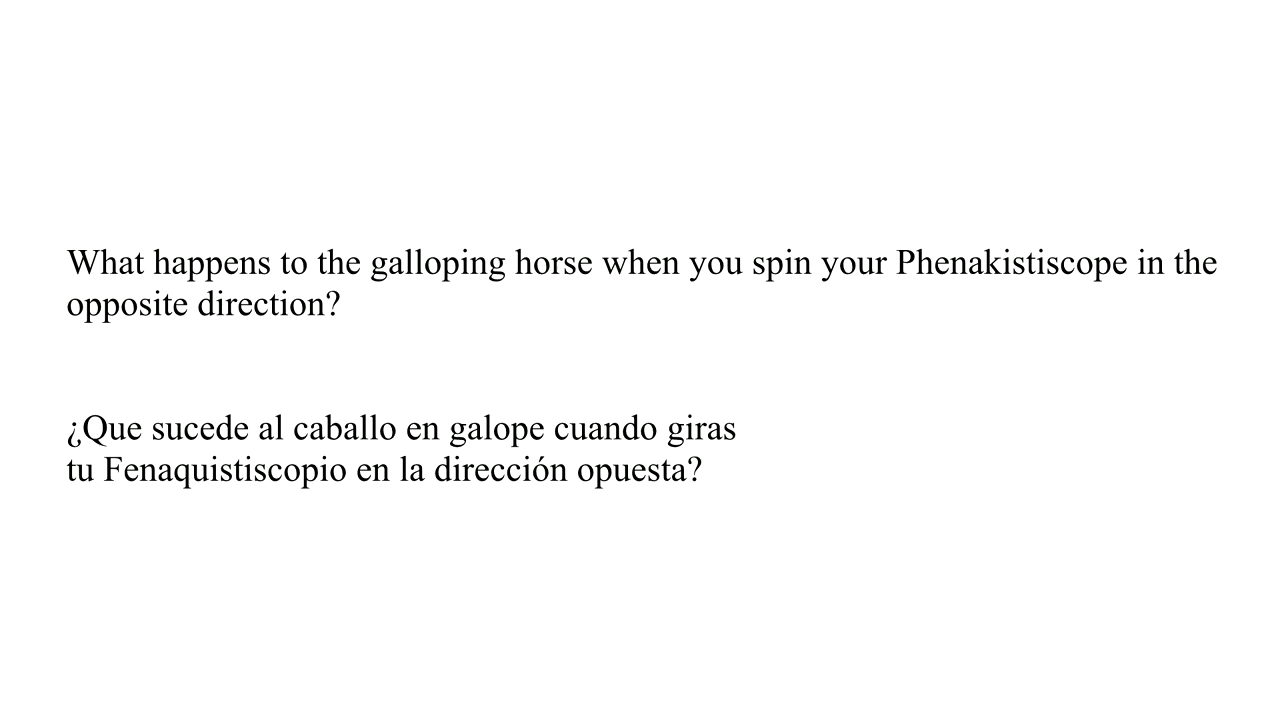 What happens to the galloping horse when you spin your Phenakistiscope in the
opposite direction?
¿Que sucede al caballo en galope cuando giras
tu Fenaquistiscopio en la dirección opuesta?